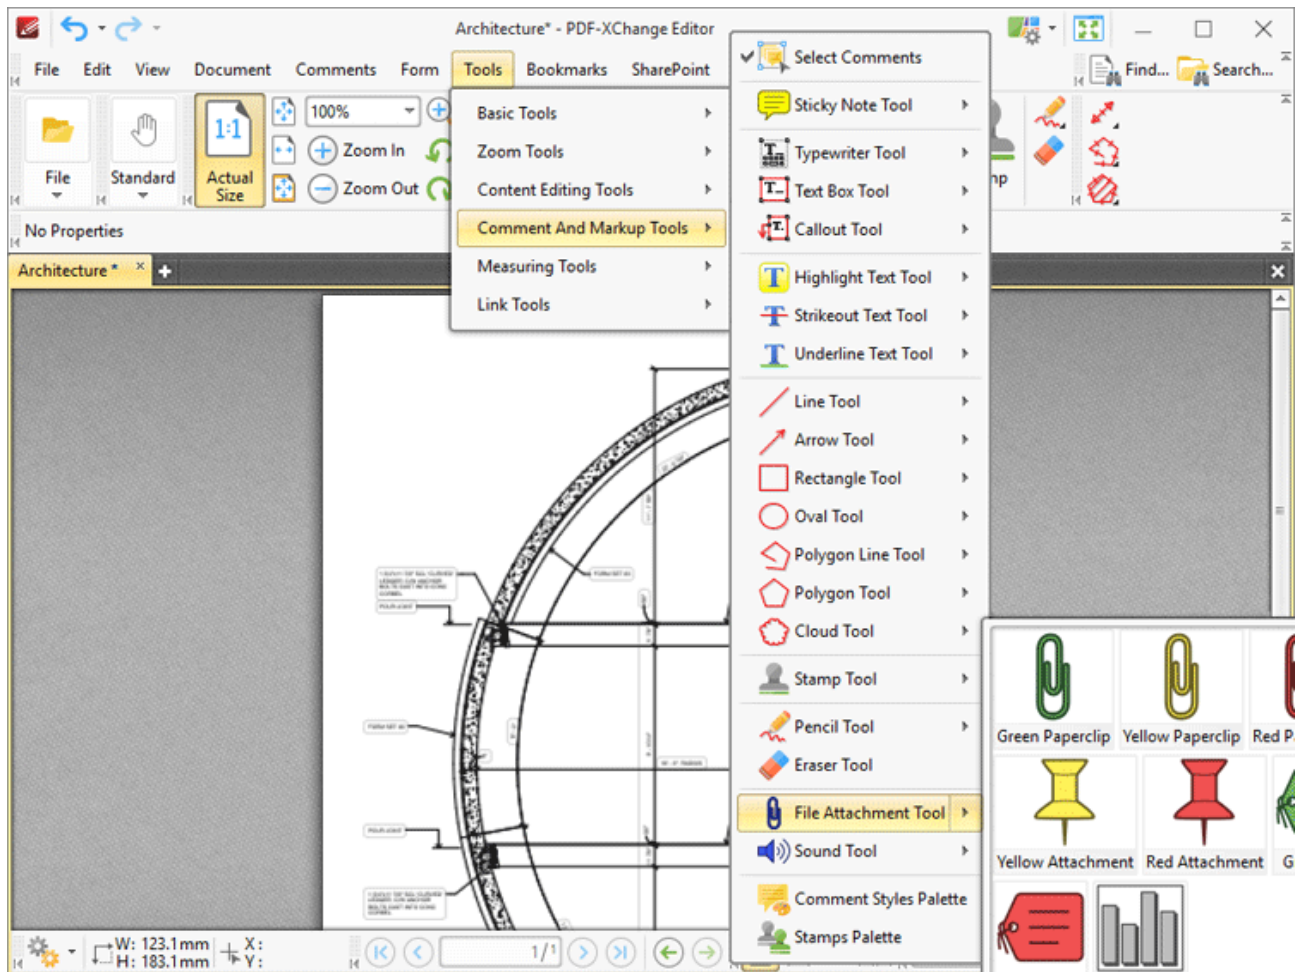 Architecture* - PDF-XChange Editor
File Edit View Document Comments Form Tools Bookmarks SharePoint
Find... Search...
100%
1:1
Zoom In
Zoom Out
File
Standard
Actual
Size
No Properties
Architecture *
Basic Tools
Zoom Tools
Content Editing Tools
Comment And Markup Tools
Measuring Tools
Link Tools
Select Comments
Sticky Note Tool
Typewriter Tool
Text Box Tool
Callout Tool
Highlight Text Tool
Strikeout Text Tool
Underline Text Tool
Line Tool
Arrow Tool
Rectangle Tool
Oval Tool
Polygon Line Tool
Polygon Tool
Cloud Tool
Stamp Tool
Pencil Tool
Eraser Tool
File Attachment Tool
Sound Tool
Comment Styles Palette
Stamps Palette
Green Paperclip Yellow Paperclip Red P
Yellow Attachment Red Attachment G
W: 123.1mm
H: 183.1mm
X:
Y:
1/1